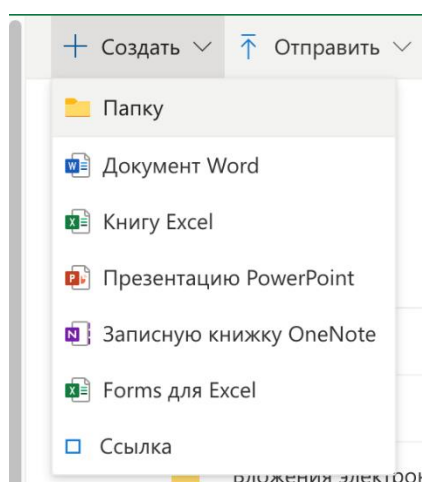 + Создать Отправить
Папку
Документ Word
Книгу Excel
Презентацию PowerPoint
Записную книжку OneNote
Forms для Excel
Ссылка